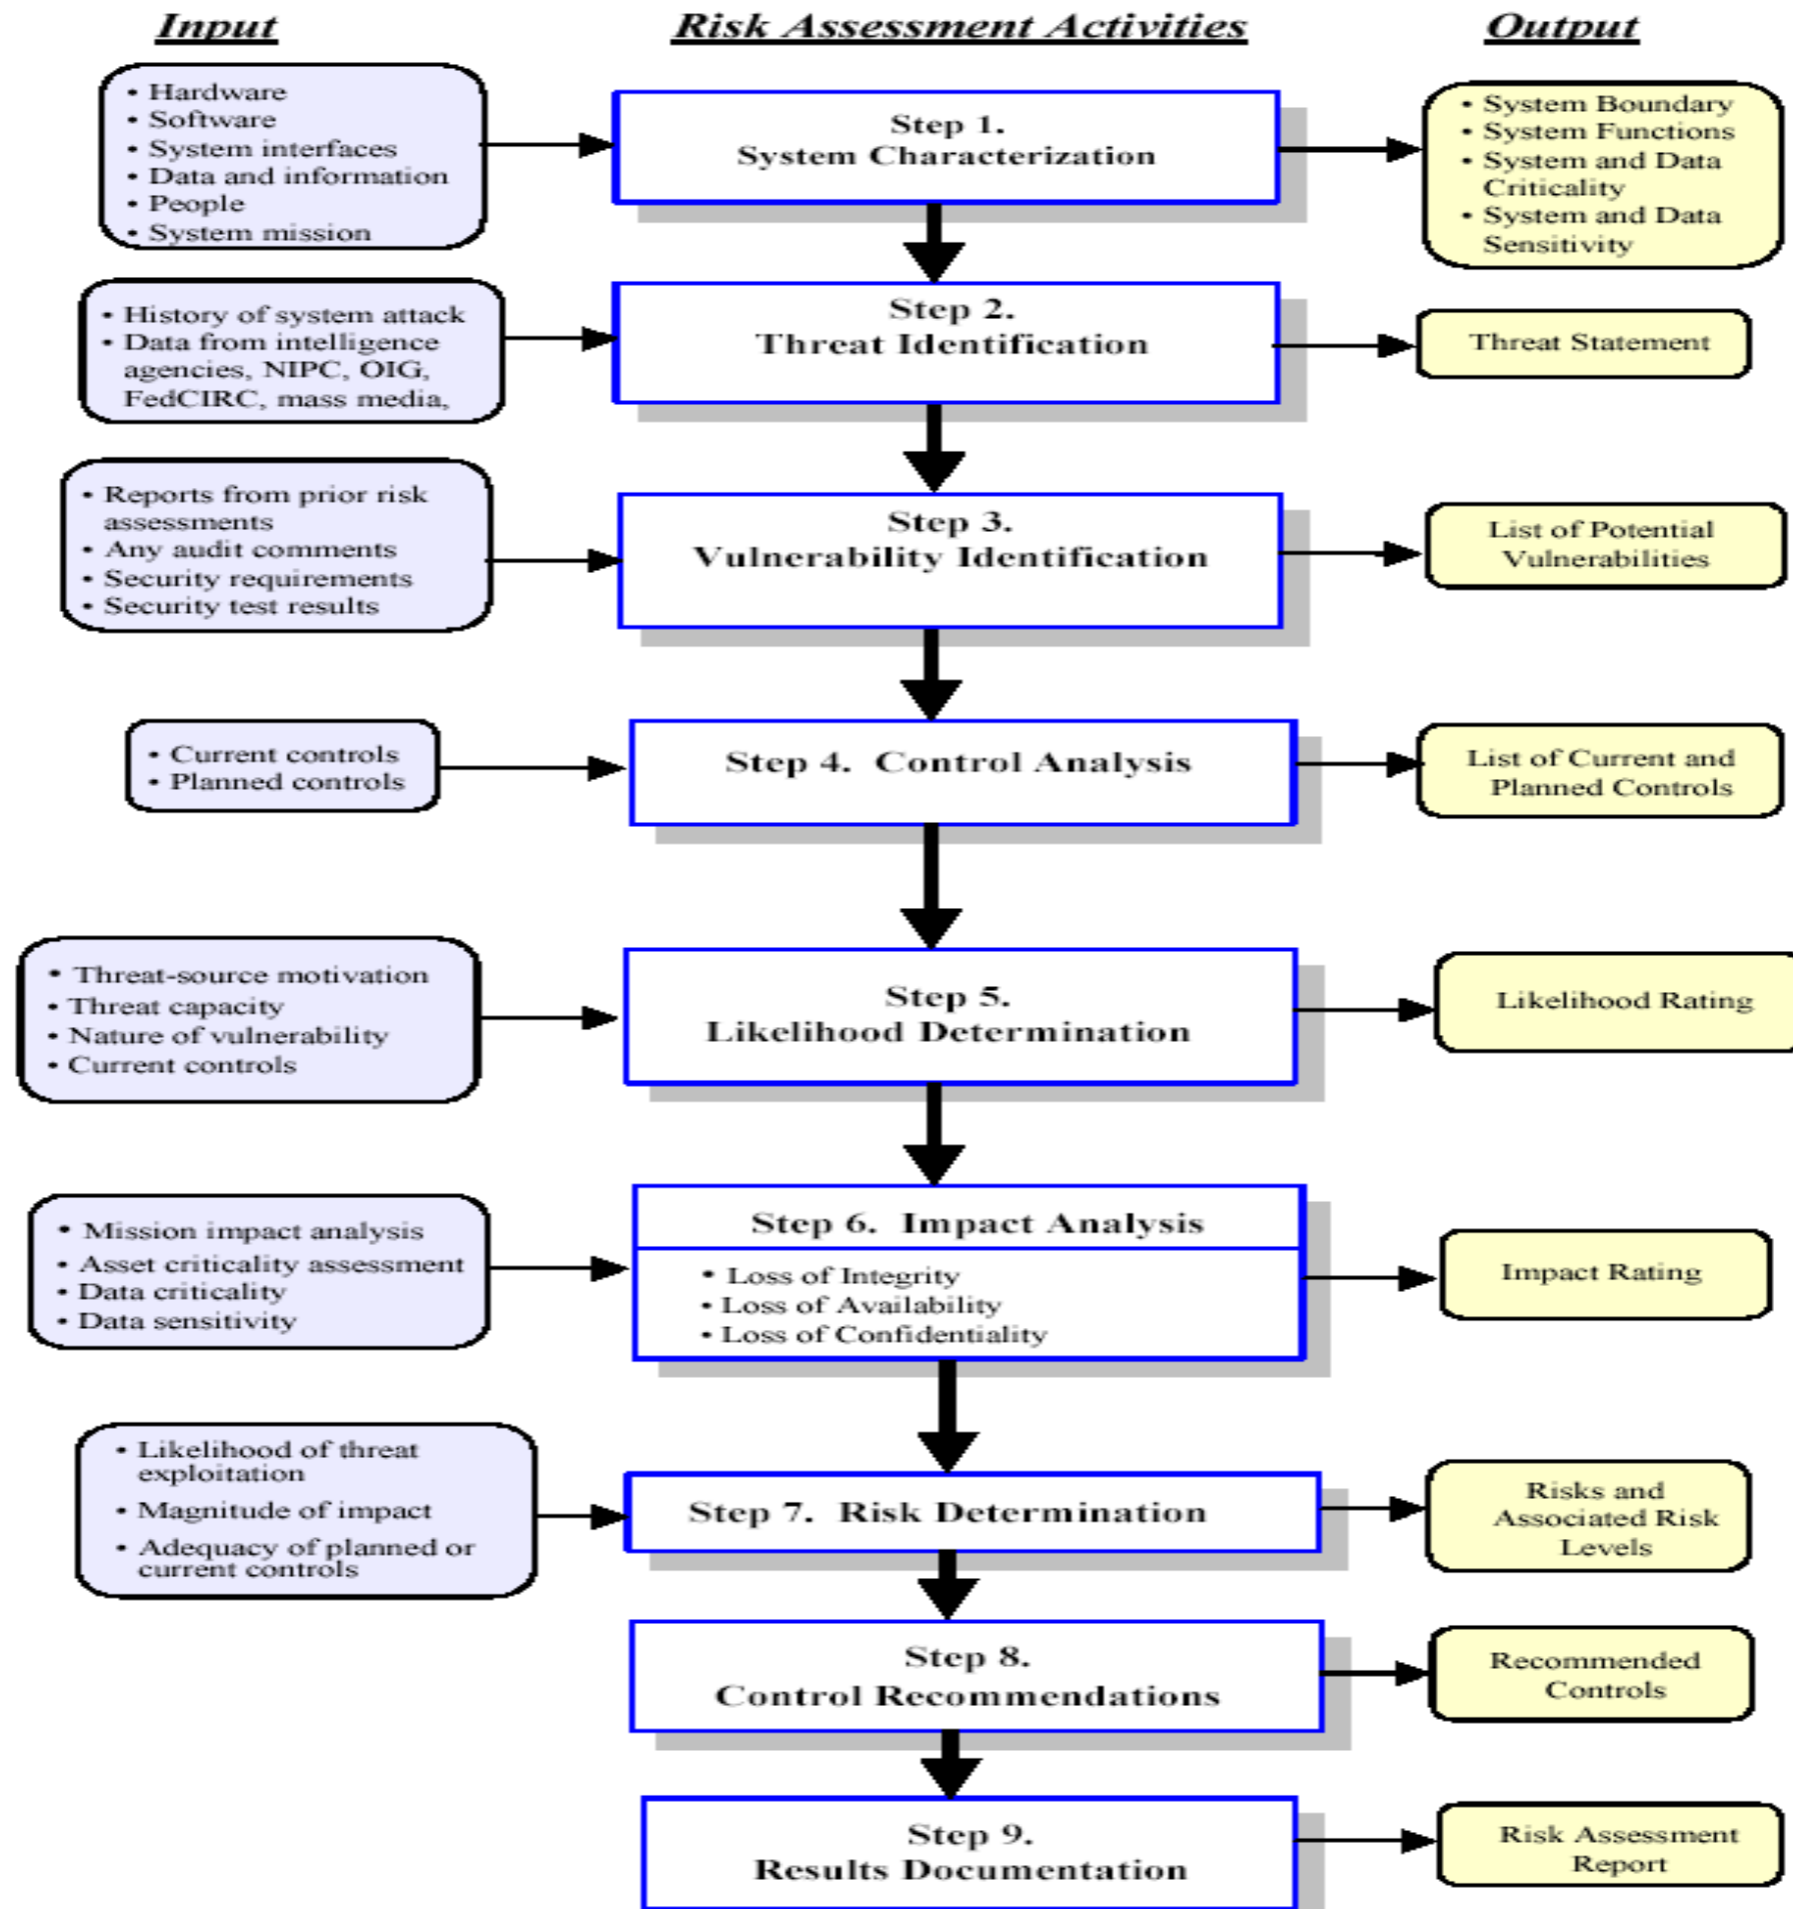 Input
Risk Assessment Activities
Output
• Hardware
• Software
• System interfaces
• Data and information
• People
• System mission
Step 1.
System Characterization
• System Boundary
• System Functions
• System and Data
Criticality
• System and Data
Sensitivity
• History of system attack
• Data from intelligence
agencies, NIPC, OIG,
FedCIRC, mass media,
Step 2.
Threat Identification
Threat Statement
• Reports from prior risk
assessments
• Any audit comments
• Security requirements
• Security test results
Step 3.
Vulnerability Identification
List of Potential
Vulnerabilities
• Current controls
• Planned controls
Step 4. Control Analysis
List of Current and
Planned Controls
• Threat-source motivation
• Threat capacity
• Nature of vulnerability
• Current controls
Step 5.
Likelihood Determination
Likelihood Rating
• Mission impact analysis
• Asset criticality assessment
• Data criticality
• Data sensitivity
Step 6. Impact Analysis
• Loss of Integrity
• Loss of Availability
• Loss of Confidentiality
Impact Rating
• Likelihood of threat
exploitation
• Magnitude of impact
• Adequacy of planned or
current controls
Step 7. Risk Determination
Risks and
Associated Risk
Levels
Step 8.
Control Recommendations
Recommended
Controls
Step 9.
Results Documentation
Risk Assessment
Report